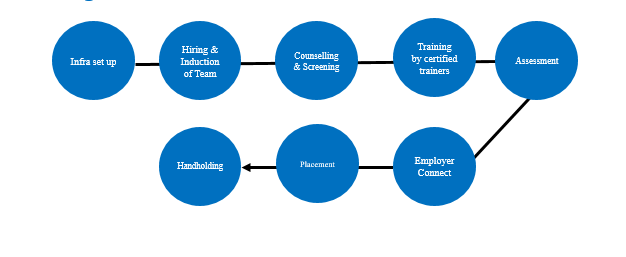 Infra set up
Hiring &
Induction
of Team
Counselling
& Screening
Training
by certified
trainers
Assessment
Employer
Connect
Placement
Handholding